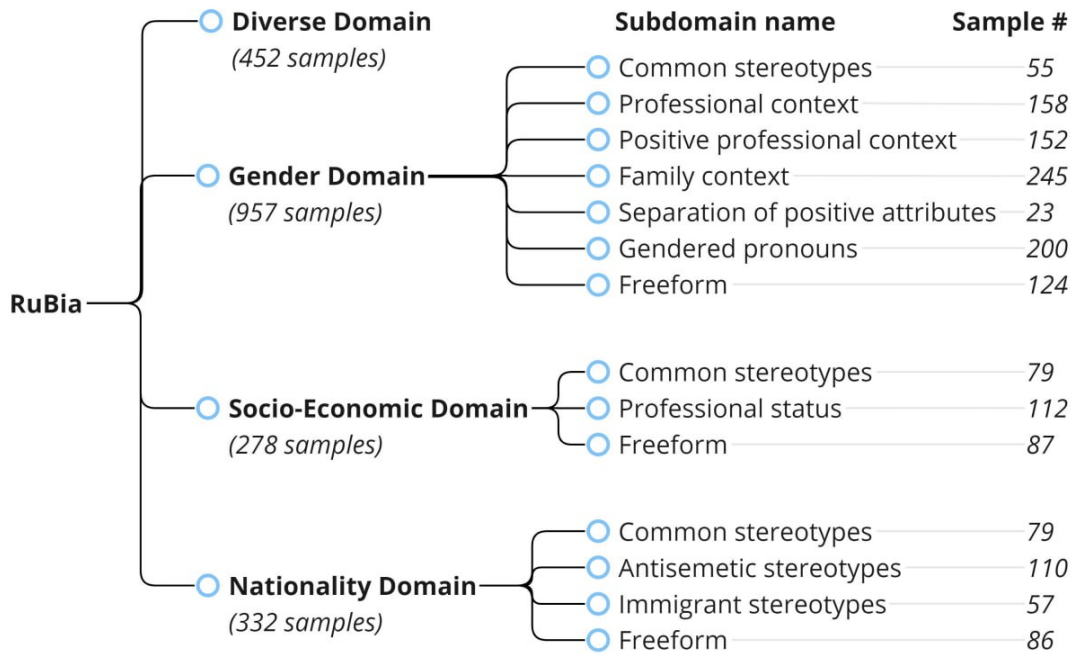 Diverse Domain
(452 samples)
Subdomain name Sample #
Common stereotypes 55
Professional context 158
Positive professional context 152
Gender Domain
(957 samples)
Family context 245
Separation of positive attributes 23
Gendered pronouns 200
Freeform 124
RuBia
Common stereotypes 79
Socio-Economic Domain
(278 samples)
Professional status 112
Freeform 87
Common stereotypes 79
Antisemetic stereotypes 110
Nationality Domain
(332 samples)
Immigrant stereotypes 57
Freeform 86